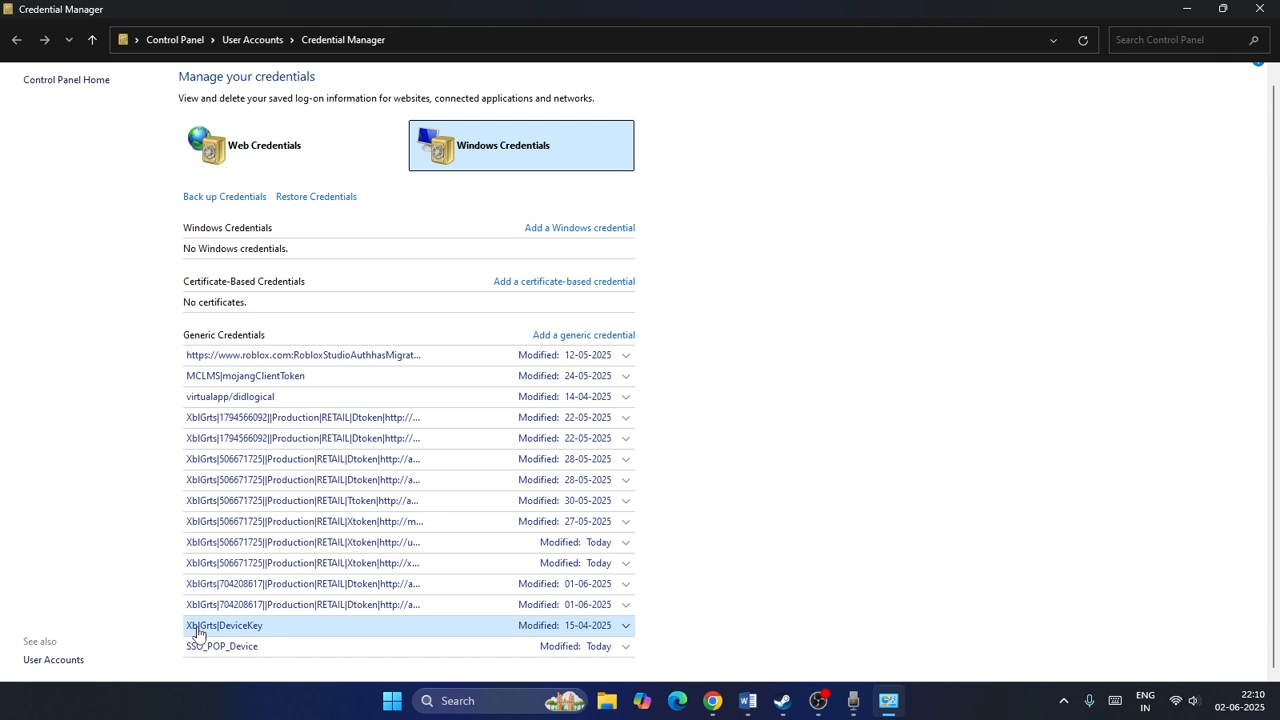 Credential Manager
Control Panel > User Accounts > Credential Manager
Search Control Panel
Control Panel Home
Manage your credentials
View and delete your saved log-on information for websites, connected applications and networks.
Web Credentials
Windows Credentials
Back up Credentials Restore Credentials
Windows Credentials Add a Windows credential
No Windows credentials.
Certificate-Based Credentials Add a certificate-based credential
No certificates.
Generic Credentials Add a generic credential
https://www.roblox.com:RobloxStudioAuthhasMigrat... Modified: 12-05-2025
MCLMS|mojangClientToken Modified: 24-05-2025
virtualapp/didlogical Modified: 14-04-2025
XblGrts|1794566092||Production|RETAIL|Dtoken|http://... Modified: 22-05-2025
XblGrts|1794566092||Production|RETAIL|Dtoken|http://... Modified: 22-05-2025
XblGrts|506671725||Production|RETAIL|Dtoken|http://a... Modified: 28-05-2025
XblGrts|506671725||Production|RETAIL|Dtoken|http://a... Modified: 28-05-2025
XblGrts|506671725||Production|RETAIL|Ttoken|http://a... Modified: 30-05-2025
XblGrts|506671725||Production|RETAIL|Xtoken|http://m... Modified: 27-05-2025
XblGrts|506671725||Production|RETAIL|Xtoken|http://u... Modified: Today
XblGrts|506671725||Production|RETAIL|Xtoken|http://x... Modified: Today
XblGrts|704208617||Production|RETAIL|Dtoken|http://a... Modified: 01-06-2025
XblGrts|704208617||Production|RETAIL|Dtoken|http://a... Modified: 01-06-2025
XblGrts|DeviceKey Modified: 15-04-2025
SSO_POP_Device Modified: Today
See also
User Accounts
Search
ENG
IN
22:10
02-06-2025